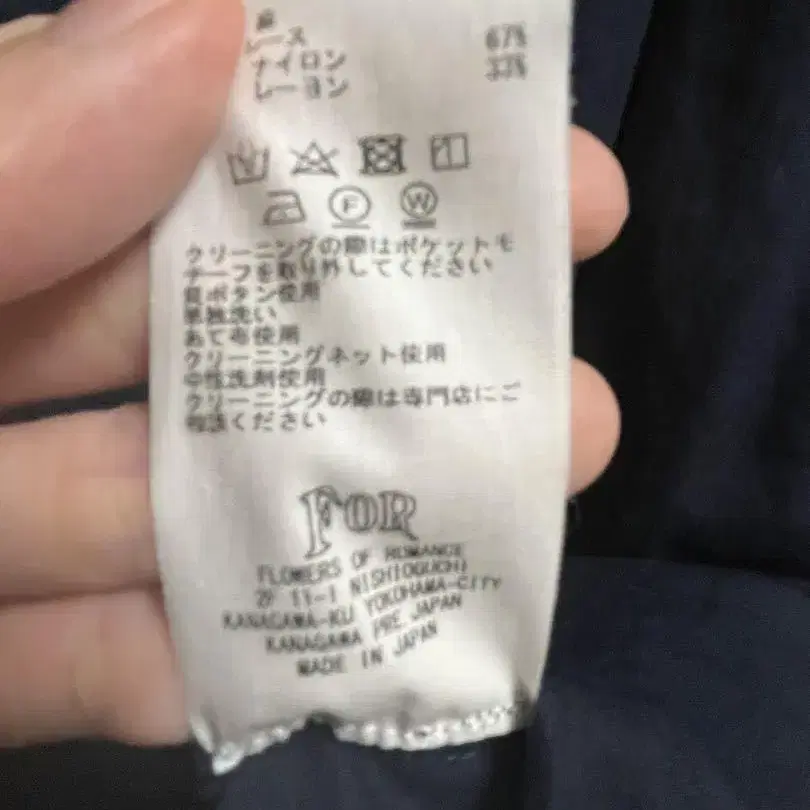 麻
レース
ナイロン 67%
レーヨン 33%
F W
クリーニングの際はポケットモ
チーフを取り外してください
貝ボタン使用
単独洗い
あて布使用
クリーニングネット使用
中性洗剤使用
クリーニングの際は専門店にご
相談ください
FOR
FLOWERS OF ROMANCE
2F 11-1 NISHIOGUCHI
KANAGAWA-KU YOKOHAMA-CITY
KANAGAWA PRE JAPAN
MADE IN JAPAN